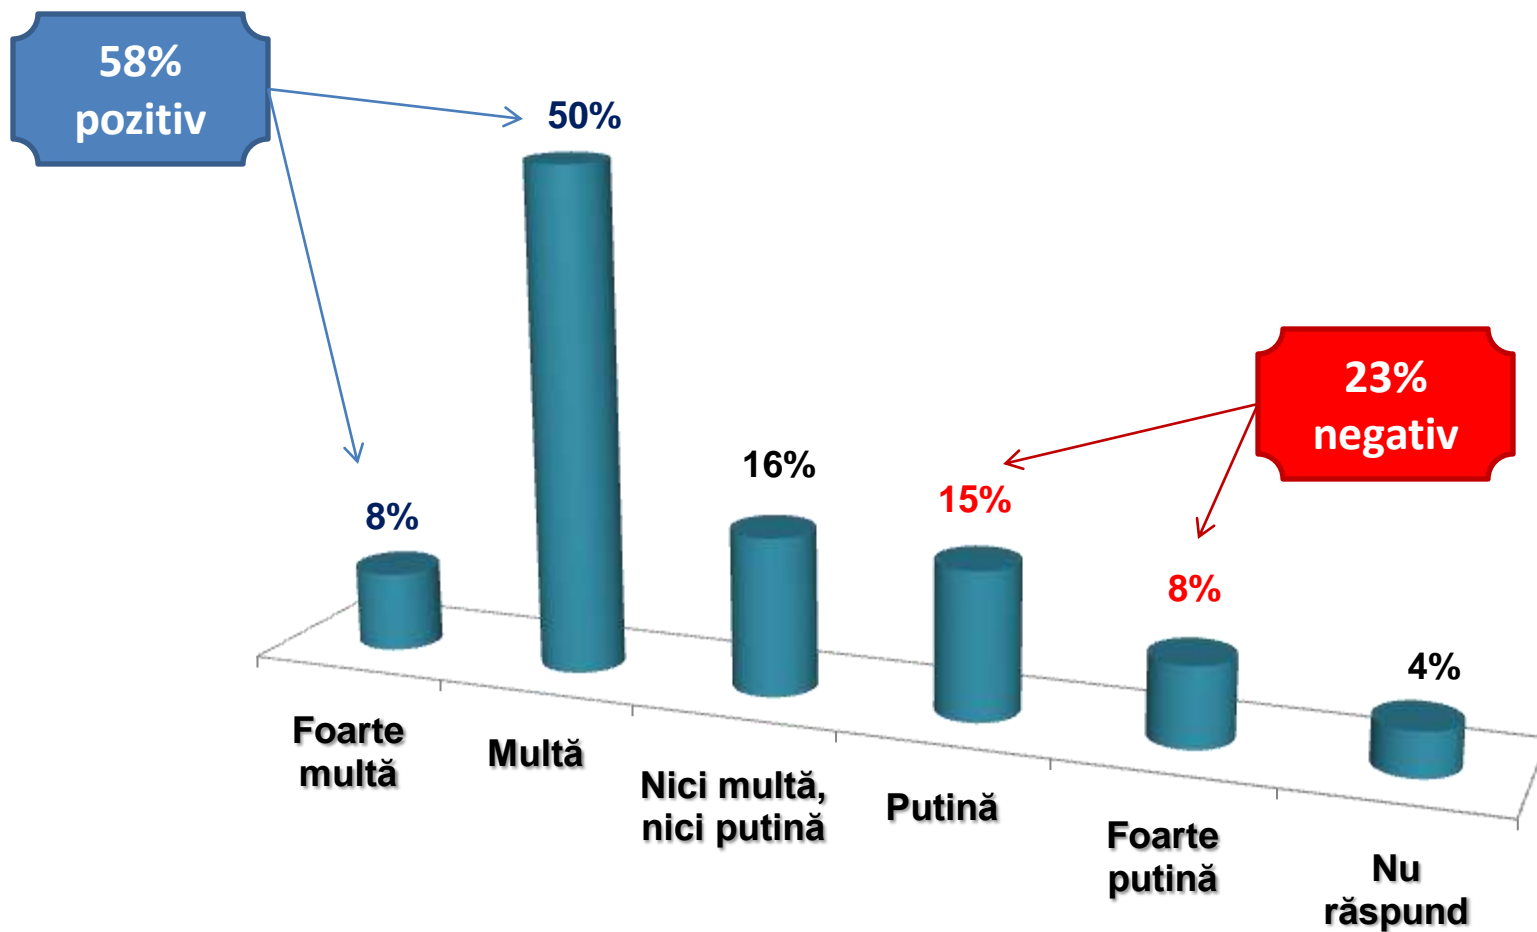 58%
pozitiv
50%
8%
16%
15%
8%
4%
23%
negativ
Foarte
multă
Multă
Nici multă,
nici putină
Putină
Foarte
putină
Nu
răspund